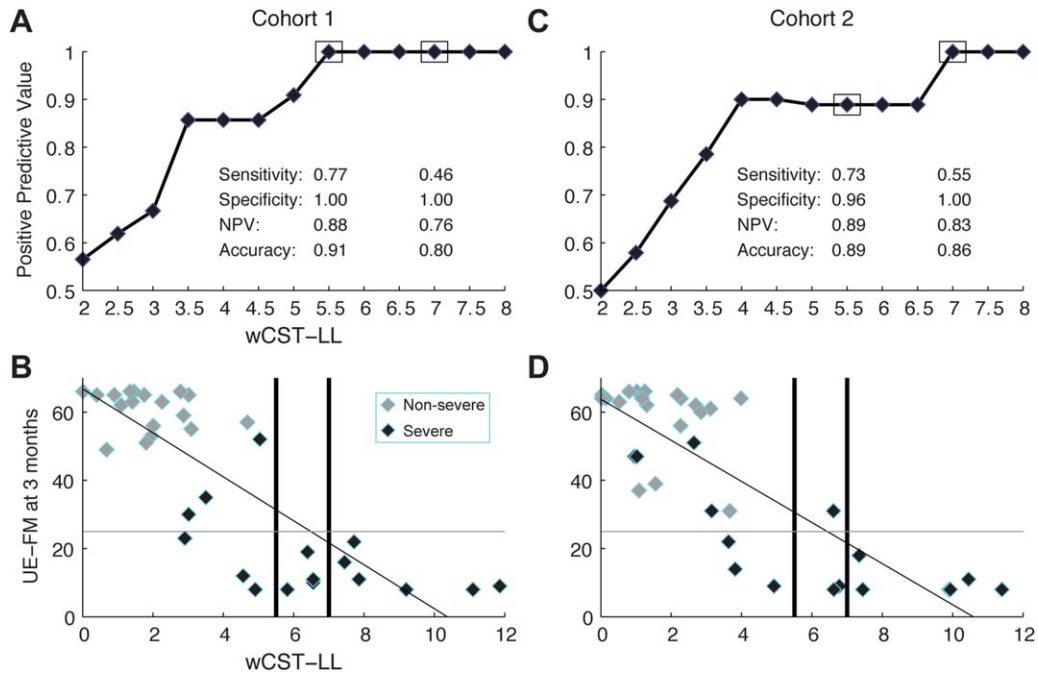 A
Cohort 1
Positive Predictive Value
1
0.9
0.8
0.7
0.6
0.5
Sensitivity: 0.77 0.46
Specificity: 1.00 1.00
NPV: 0.88 0.76
Accuracy: 0.91 0.80
2 2.5 3 3.5 4 4.5 5 5.5 6 6.5 7 7.5 8
wCST−LL
C
Cohort 2
1
0.9
0.8
0.7
0.6
0.5
Sensitivity: 0.73 0.55
Specificity: 0.96 1.00
NPV: 0.89 0.83
Accuracy: 0.89 0.86
2 2.5 3 3.5 4 4.5 5 5.5 6 6.5 7 7.5 8
B
UE−FM at 3 months
60
40
20
0
Non-severe
Severe
0 2 4 6 8 10 12
wCST−LL
D
60
40
20
0
0 2 4 6 8 10 12